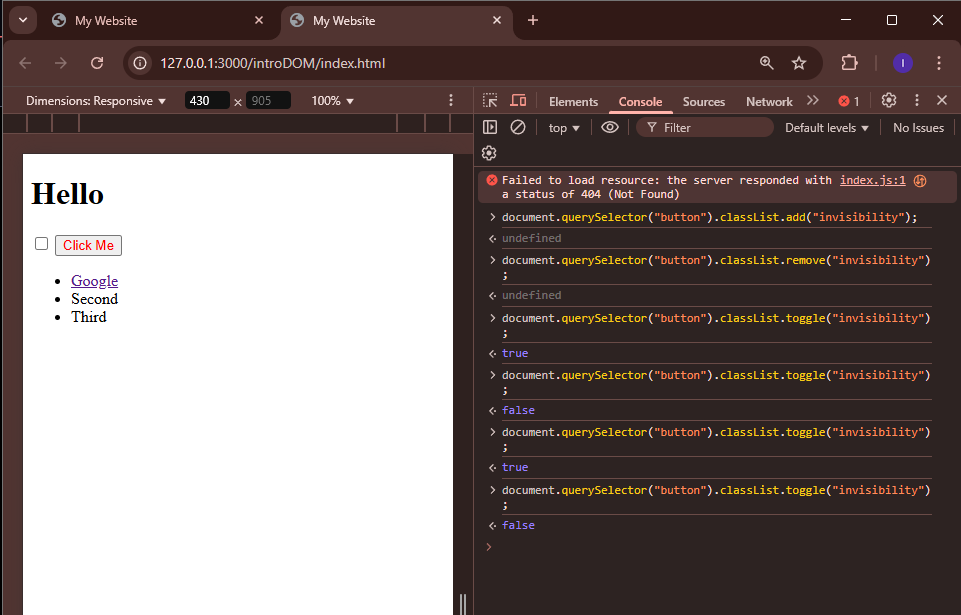 My Website
My Website
127.0.0.1:3000/introDOM/index.html
I
Dimensions: Responsive 430 × 905 100%
Elements Console Sources Network 1
top Filter Default levels No Issues
Failed to load resource: the server responded with index.js:1
a status of 404 (Not Found)
document.querySelector("button").classList.add("invisibility");
undefined
document.querySelector("button").classList.remove("invisibility")
;
undefined
document.querySelector("button").classList.toggle("invisibility")
;
true
document.querySelector("button").classList.toggle("invisibility")
;
false
document.querySelector("button").classList.toggle("invisibility")
;
true
document.querySelector("button").classList.toggle("invisibility")
;
false
Hello
Click Me
Google
Second
Third